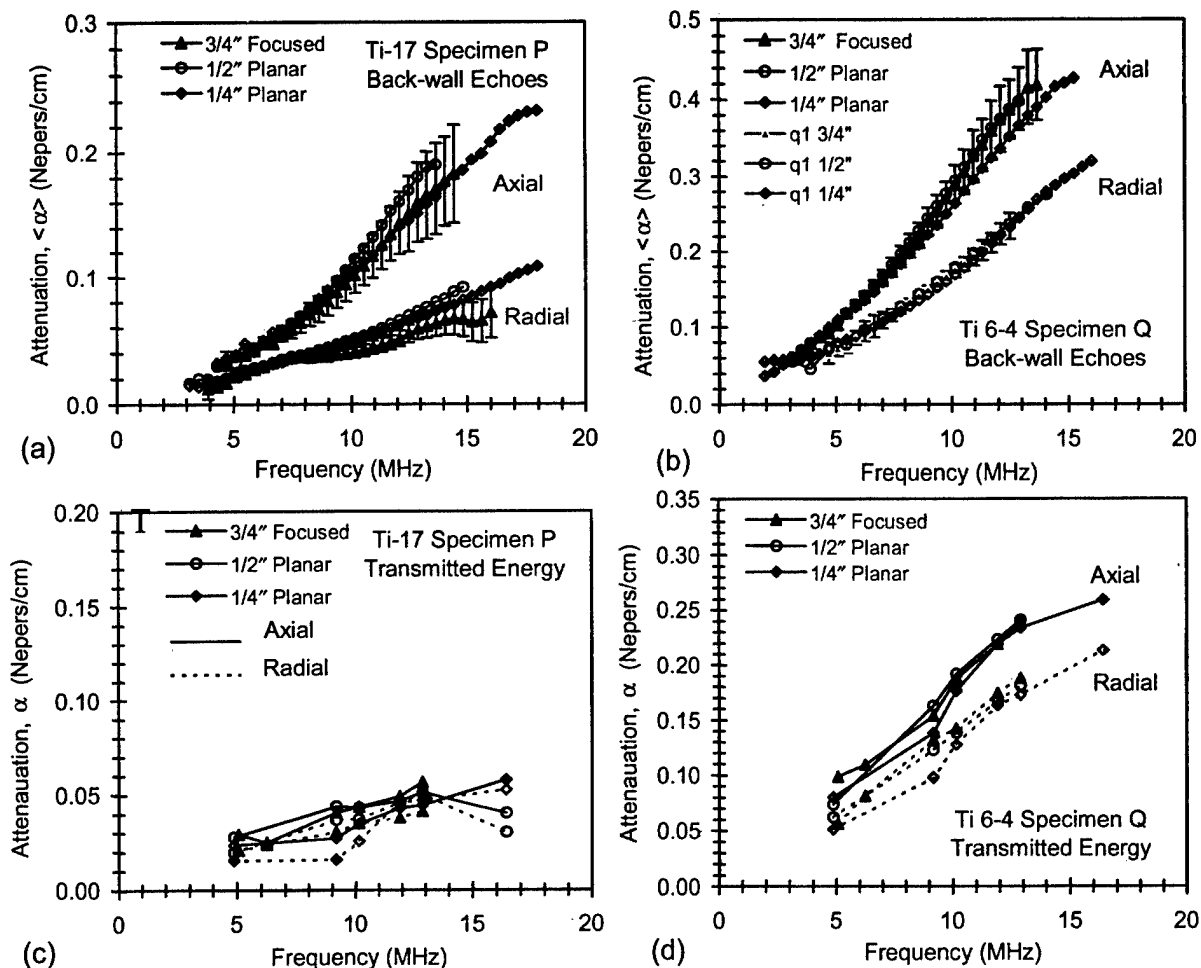 0.3
0.2
0.1
0.0
Attenuation, <α> (Nepers/cm)
3/4″ Focused
1/2″ Planar
1/4″ Planar
Ti-17 Specimen P
Back-wall Echoes
Axial
Radial
0 5 10 15 20
Frequency (MHz)
(a)
0.5
0.4
0.3
0.2
0.1
0.0
Attenuation, <α> (Nepers/cm)
3/4″ Focused
1/2″ Planar
1/4″ Planar
q1 3/4"
q1 1/2"
q1 1/4"
Axial
Radial
Ti 6-4 Specimen Q
Back-wall Echoes
0 5 10 15 20
Frequency (MHz)
(b)
0.20
0.15
0.10
0.05
0.00
Attenauation, α (Nepers/cm)
3/4″ Focused
1/2″ Planar
1/4″ Planar
Axial
Radial
Ti-17 Specimen P
Transmitted Energy
0 5 10 15 20
Frequency (MHz)
(c)
0.35
0.30
0.25
0.20
0.15
0.10
0.05
0.00
Attenuation, α (Nepers/cm)
3/4″ Focused
1/2″ Planar
1/4″ Planar
Axial
Radial
Ti 6-4 Specimen Q
Transmitted Energy
0 5 10 15 20
Frequency (MHz)
(d)